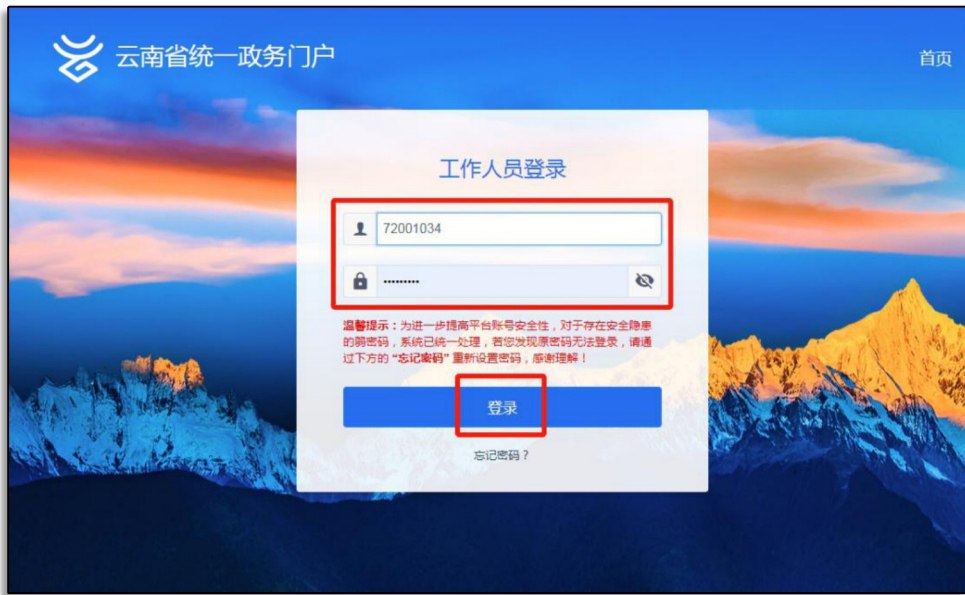 云南省统一政务门户
首页
工作人员登录
72001034
•••••••••
温馨提示：为进一步提高平台账号安全性，对于存在安全隐患
的弱密码，系统已统一处理，若您发现原密码无法登录，请通
过下方的“忘记密码”重新设置密码，感谢理解！
登录
忘记密码？